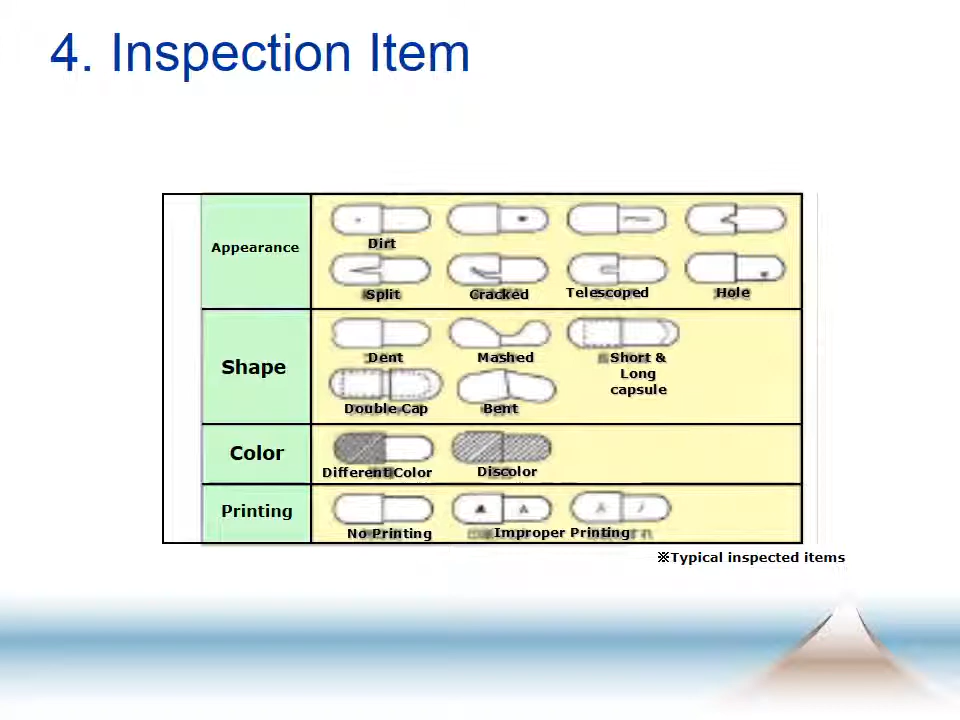 4. Inspection Item
Appearance
Dirt
Split
Cracked
Telescoped
Hole
Shape
Dent
Mashed
Short &
Long
capsule
Double Cap
Bent
Color
Different Color
Discolor
Printing
No Printing
Improper Printing
※Typical inspected items